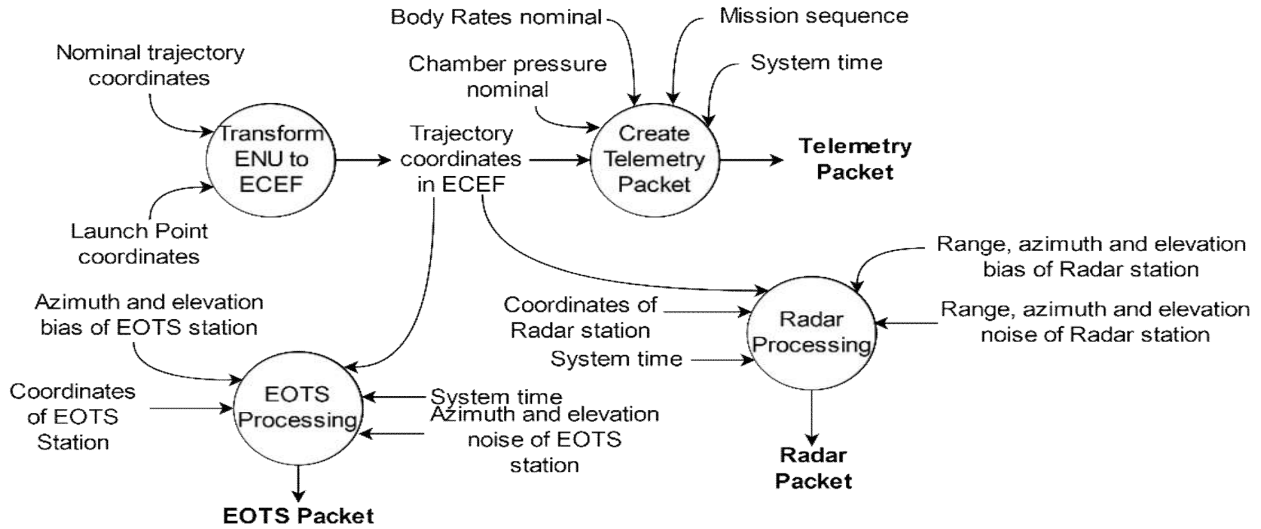 Body Rates nominal
Mission sequence
Nominal trajectory
coordinates
Chamber pressure
nominal
System time
Transform
ENU to
ECEF
Trajectory
coordinates
in ECEF
Create
Telemetry
Packet
Telemetry
Packet
Launch Point
coordinates
Range, azimuth and elevation
bias of Radar station
Azimuth and elevation
bias of EOTS station
Coordinates of
Radar station
Radar
Processing
Range, azimuth and elevation
noise of Radar station
System time
Coordinates
of EOTS
Station
EOTS
Processing
System time
Azimuth and elevation
noise of EOTS
station
Radar
Packet
EOTS Packet